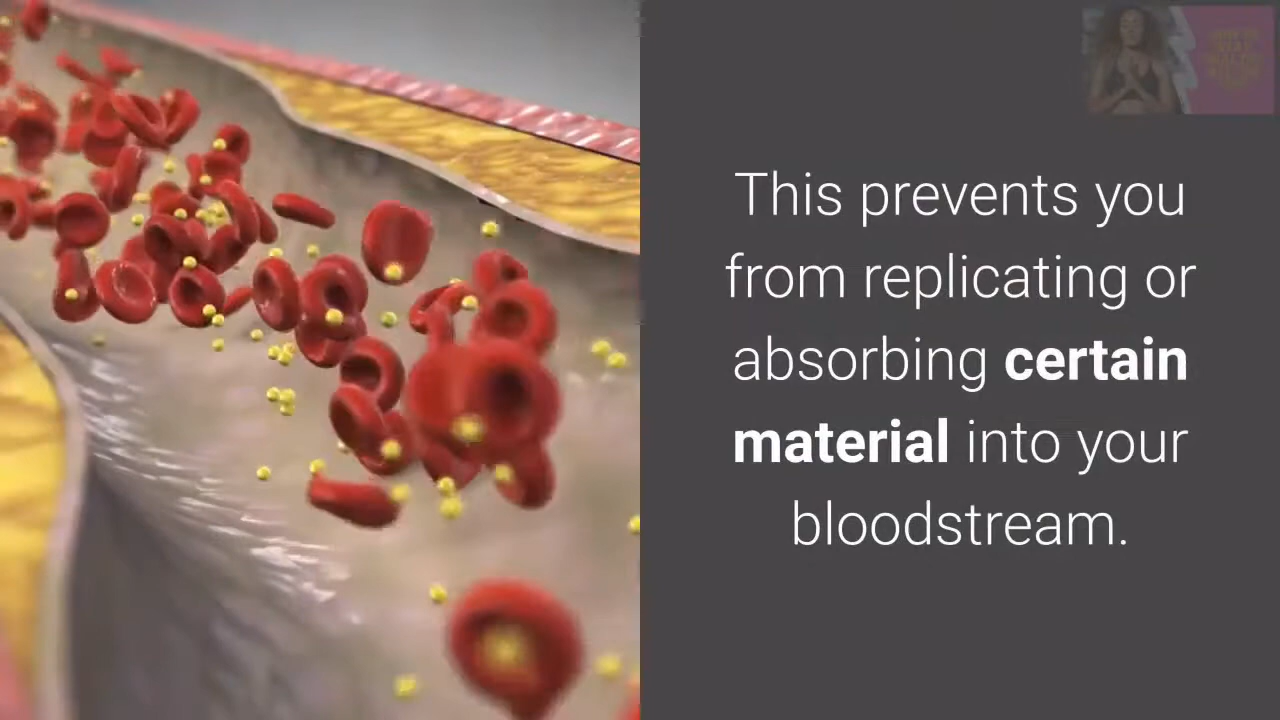 This prevents you
from replicating or
absorbing certain
material into your
bloodstream.